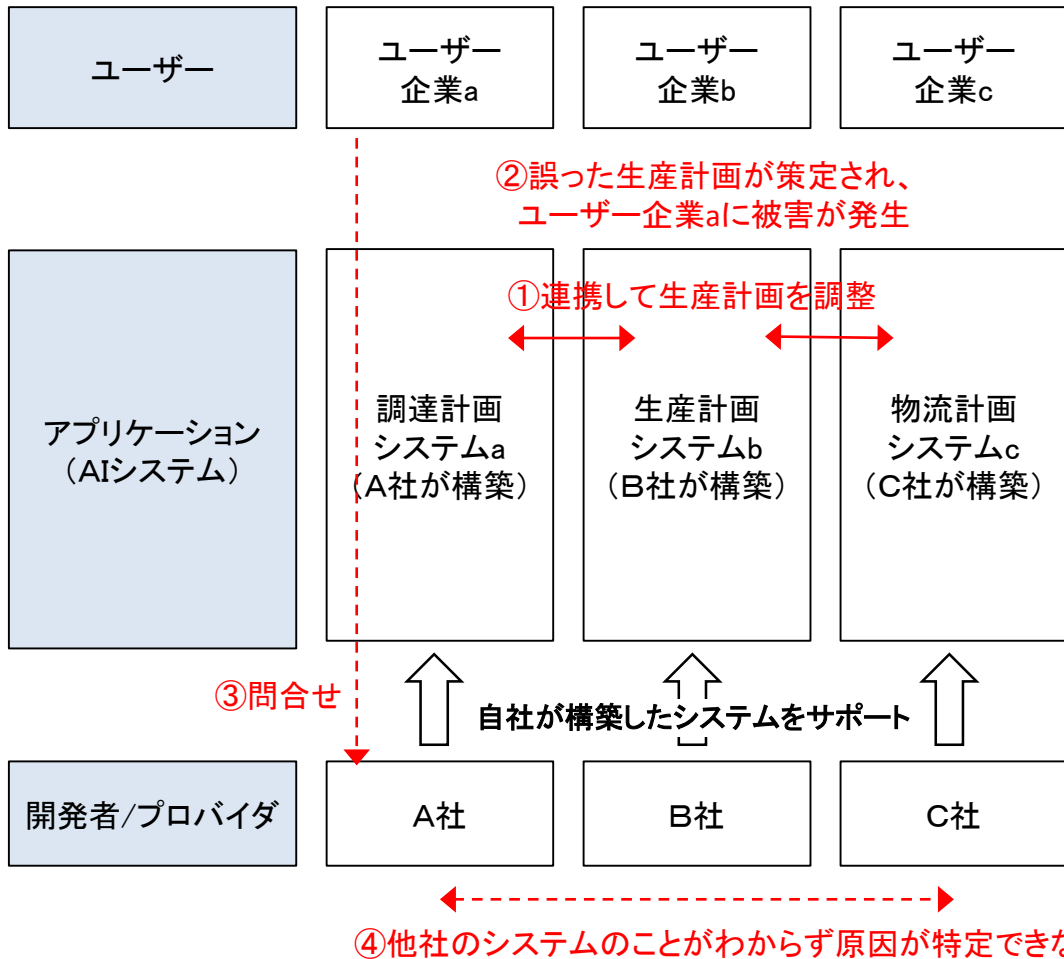 ユーザー
ユーザー
企業a
ユーザー
企業b
ユーザー
企業c
②誤った生産計画が策定され、
ユーザー企業aに被害が発生
①連携して生産計画を調整
アプリケーション
（AIシステム）
調達計画
システムa
（A社が構築）
生産計画
システムb
（B社が構築）
物流計画
システムc
（C社が構築）
③問合せ
自社が構築したシステムをサポート
開発者/プロバイダ
A社
B社
C社
④他社のシステムのことがわからず原因が特定できな